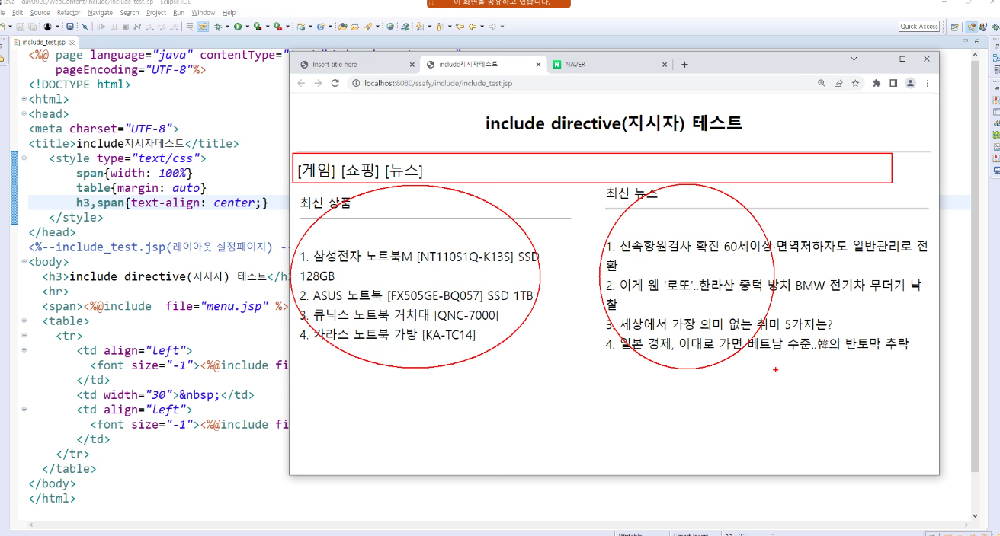 java - day0920/WebContent/include/include_test.jsp - Eclipse IDE
이 화면을 공유하고 있습니다.
Edit Source Refactor Navigate Search Project Run Window Help
Quick Access
include_test.jsp
<%@ page language="java" contentType="
pageEncoding="UTF-8"%>
<!DOCTYPE html>
<html>
<head>
<meta charset="UTF-8">
<title>include지시자테스트</title>
<style type="text/css">
span{width: 100%}
table{margin: auto}
h3,span{text-align: center;}
</style>
</head>
<%--include_test.jsp(레이아웃 설정페이지) -
<body>
<h3>include directive(지시자) 테스트</h
<hr>
<span><%@include file="menu.jsp" %>
<table>
<tr>
<td align="left">
<font size="-1"><%@include fi
</td>
<td width="30">&nbsp;</td>
<td align="left">
<font size="-1"><%@include fi
</td>
</tr>
</table>
</body>
</html>
Insert title here
include지시자테스트
NAVER
localhost:8080/ssafy/include/include_test.jsp
include directive(지시자) 테스트
[게임] [쇼핑] [뉴스]
최신 상품
1. 삼성전자 노트북M [NT110S1Q-K13S] SSD
128GB
2. ASUS 노트북 [FX505GE-BQ057] SSD 1TB
3. 큐닉스 노트북 거치대 [QNC-7000]
4. 카라스 노트북 가방 [KA-TC14]
최신 뉴스
1. 신속항원검사 확진 60세이상·면역저하자도 일반관리로 전
환
2. 이게 웬 '로또'..한라산 중턱 방치 BMW 전기차 무더기 낙
찰
3. 세상에서 가장 의미 없는 취미 5가지는?
4. 일본 경제, 이대로 가면 베트남 수준..韓의 반토막 추락
Writable
Smart Insert